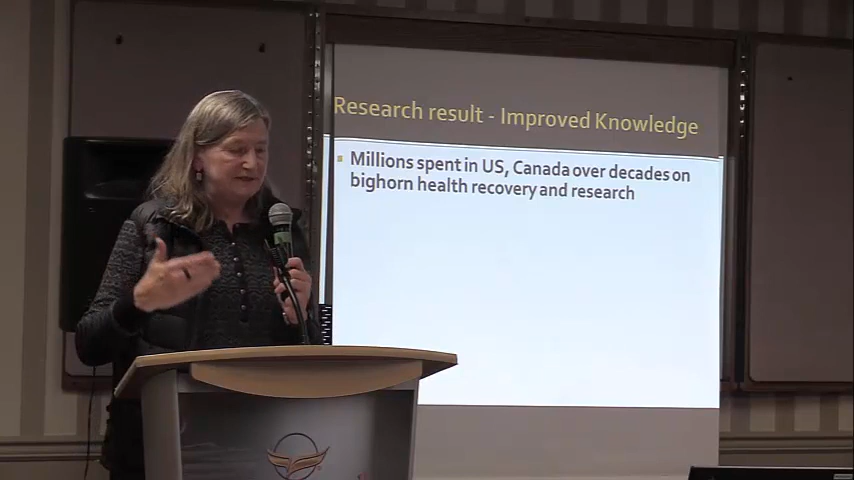 Research result - Improved Knowledge
Millions spent in US, Canada over decades on
bighorn health recovery and research